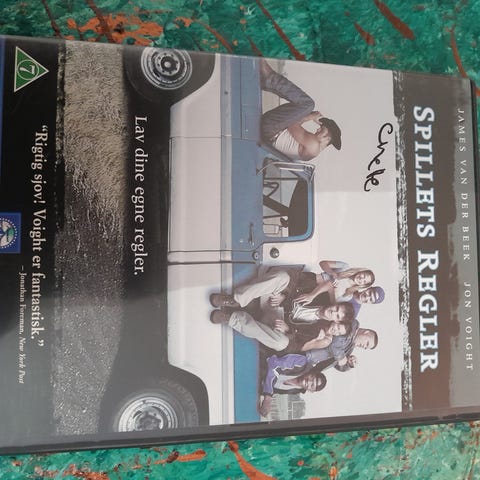 JAMES VAN DER BEEK   JON VOIGHT
SPILLETS REGLER
Lav dine egne regler.
"Rigtig sjov! Voight er fantastisk."
– Jonathan Foreman, New York Post
7